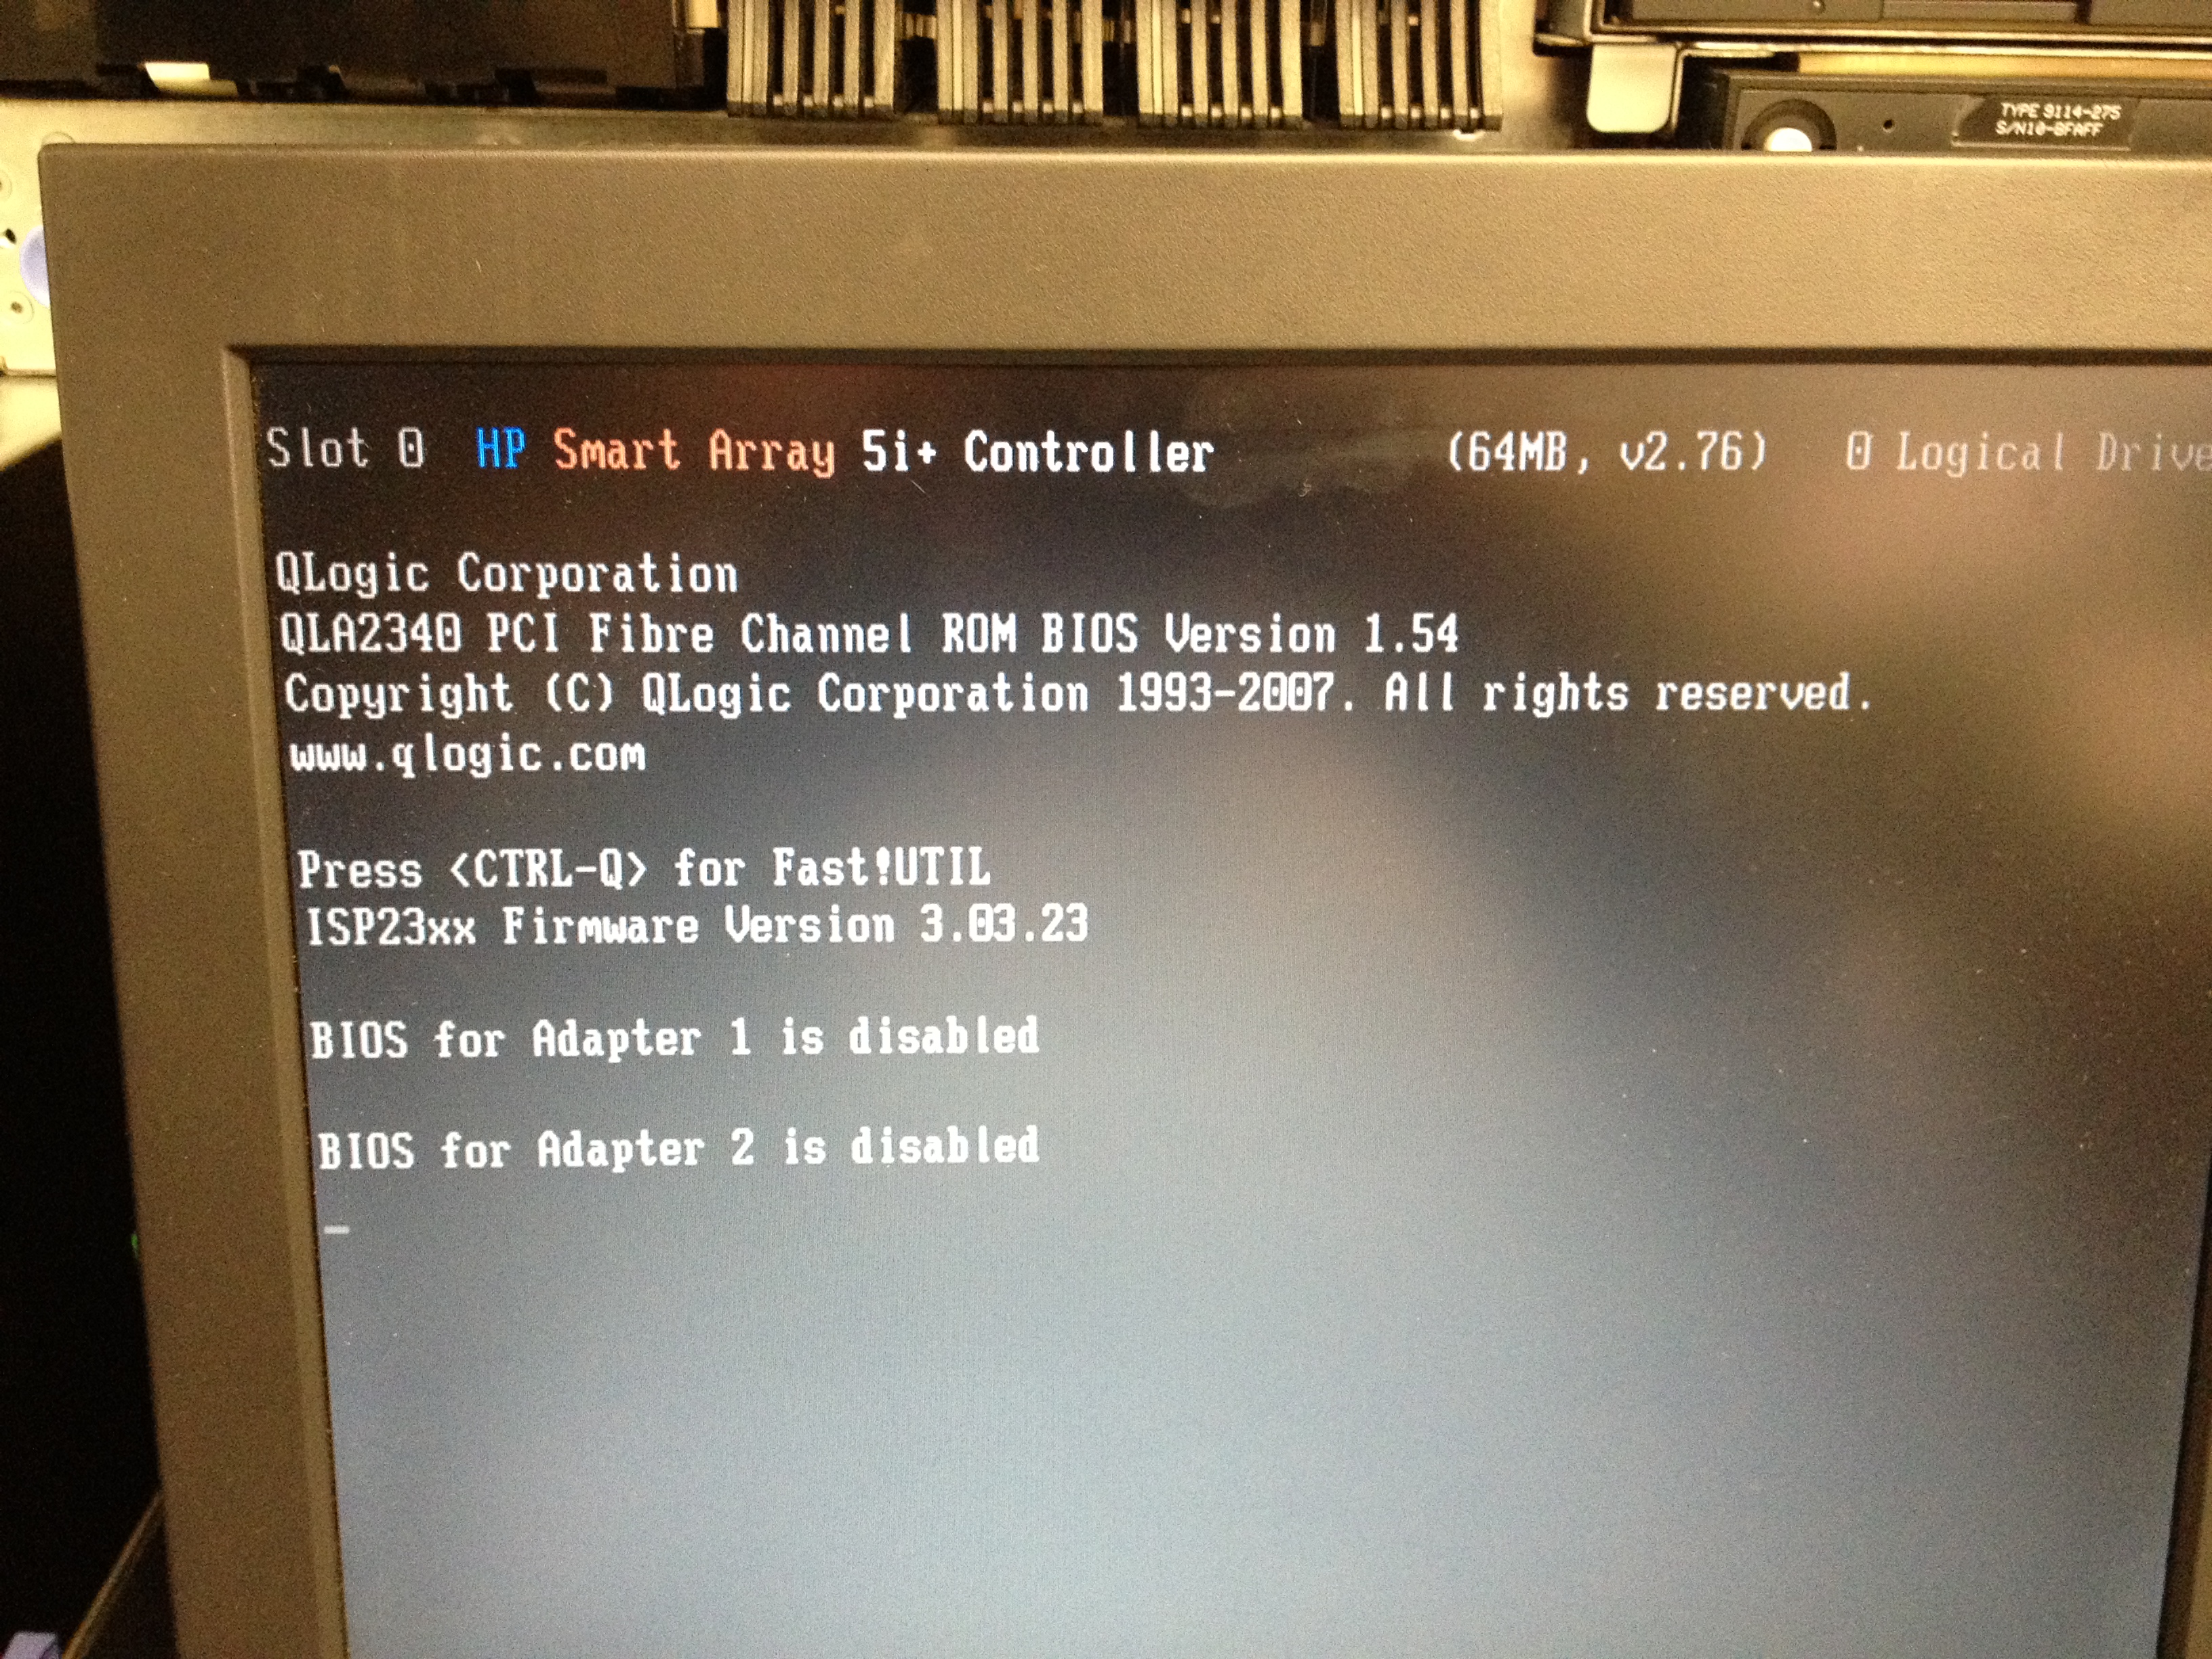 TYPE 9114-275
S/N10-8FAFF
Slot 0 HP Smart Array 5i+ Controller (64MB, v2.76) 0 Logical Drive
QLogic Corporation
QLA2340 PCI Fibre Channel ROM BIOS Version 1.54
Copyright (C) QLogic Corporation 1993-2007. All rights reserved.
www.qlogic.com
Press <CTRL-Q> for Fast!UTIL
ISP23xx Firmware Version 3.03.23
BIOS for Adapter 1 is disabled
BIOS for Adapter 2 is disabled